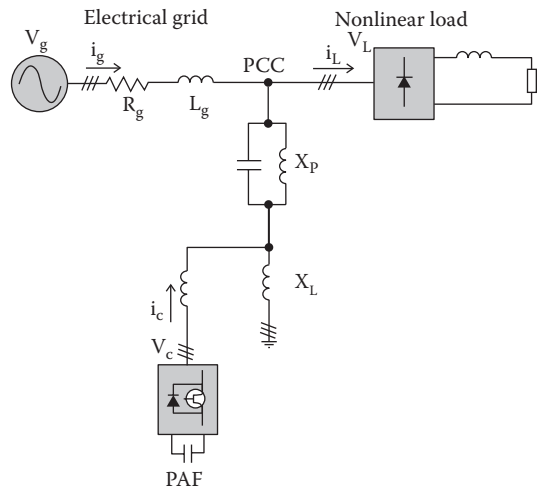 Electrical grid
Nonlinear load
V_g
i_g
R_g
L_g
PCC
i_L
V_L
X_P
X_L
i_c
V_c
PAF